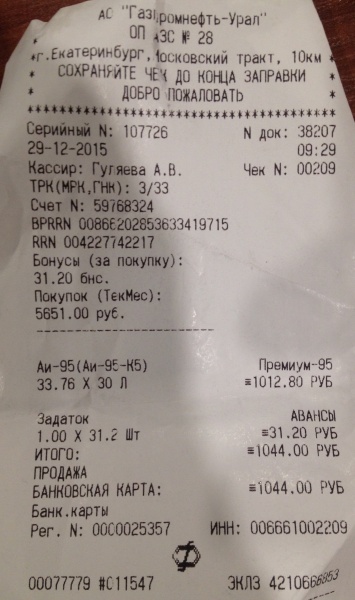 АО "Газпромнефть-Урал"
ОП АЗС № 28
*г.Екатеринбург,Московский тракт, 10км *
* СОХРАНЯЙТЕ ЧЕК ДО КОНЦА ЗАПРАВКИ *
* ДОБРО ПОЖАЛОВАТЬ *
****************************************
Серийный N: 107726 N док: 38207
29-12-2015 09:29
Кассир: Гуляева А.В. Чек N: 00209
ТРК(МРК,ГНК): 3/33
Счет N: 59768324
BPRRN 00866202853633419715
RRN 004227742217
Бонусы (за покупку):
31.20 бнс.
Покупок (ТекМес):
5651.00 руб.
------------------------
Аи-95(Аи-95-К5) Премиум-95
33.76 X 30 Л ≡1012.80 РУБ
Задаток АВАНСЫ
1.00 X 31.2 Шт ≡31.20 РУБ
ИТОГО: ≡1044.00 РУБ
ПРОДАЖА
БАНКОВСКАЯ КАРТА: ≡1044.00 РУБ
Банк.карты
Рег. N: 0000025357 ИНН: 006661002209
00077779 #011547 ЭКЛЗ 4210666853